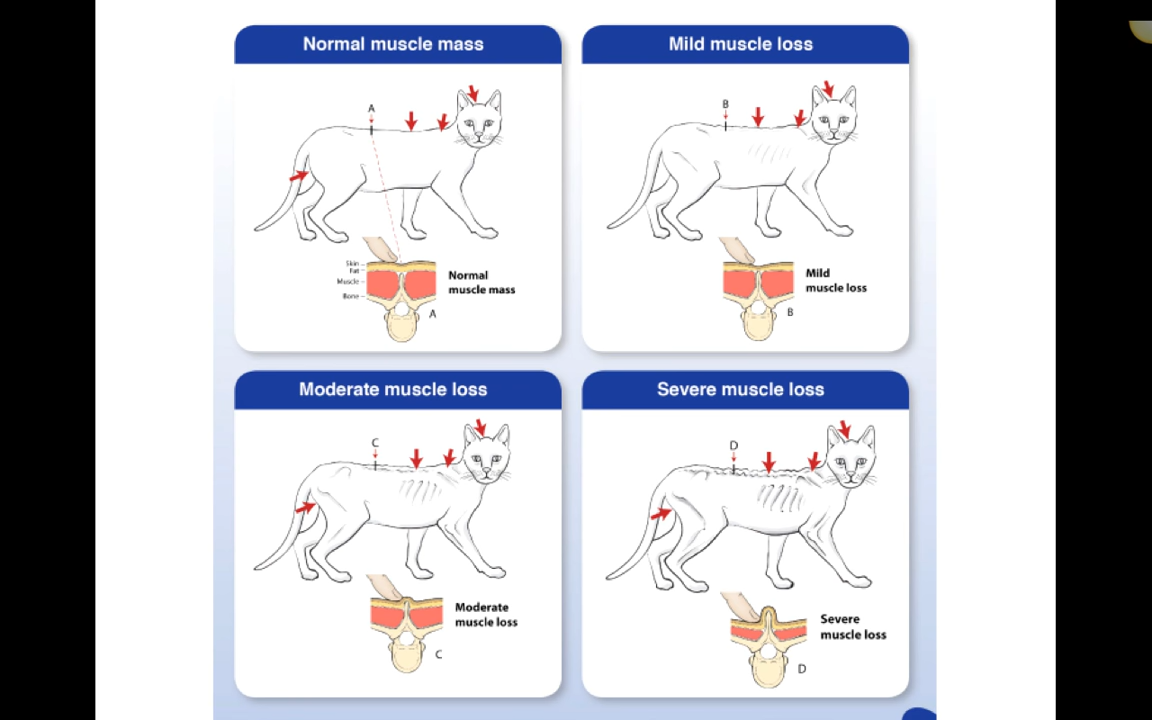 Normal muscle mass
A
Skin
Fat
Muscle
Bone
Normal
muscle mass
A
Mild muscle loss
B
Mild
muscle loss
B
Moderate muscle loss
C
Moderate
muscle loss
C
Severe muscle loss
D
Severe
muscle loss
D